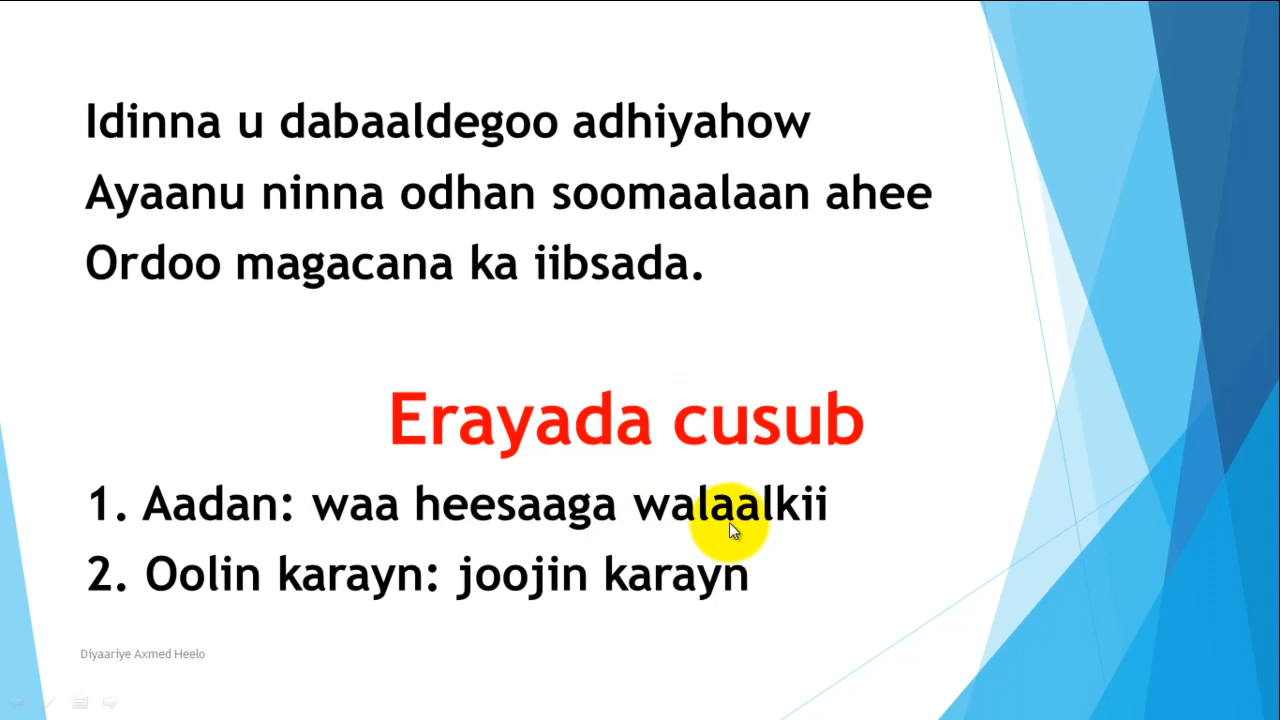 Idinna u dabaaldegoo adhiyahow
Ayaanu ninna odhan soomaalaan ahee
Ordoo magacana ka iibsada.
Erayada cusub
1. Aadan: waa heesaaga walaalkii
2. Oolin karayn: joojin karayn
Diyaariye Axmed Heelo